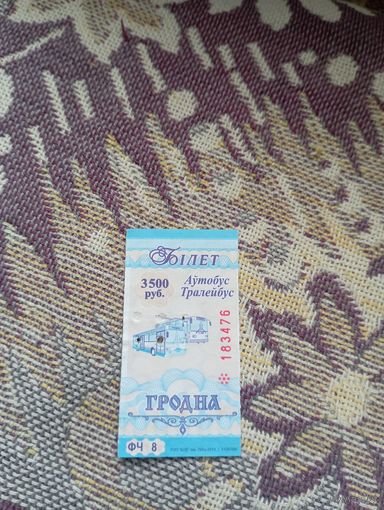 Білет
3500 руб.
Аўтобус
Тралейбус
183476
ГРОДНА
ФЧ 8